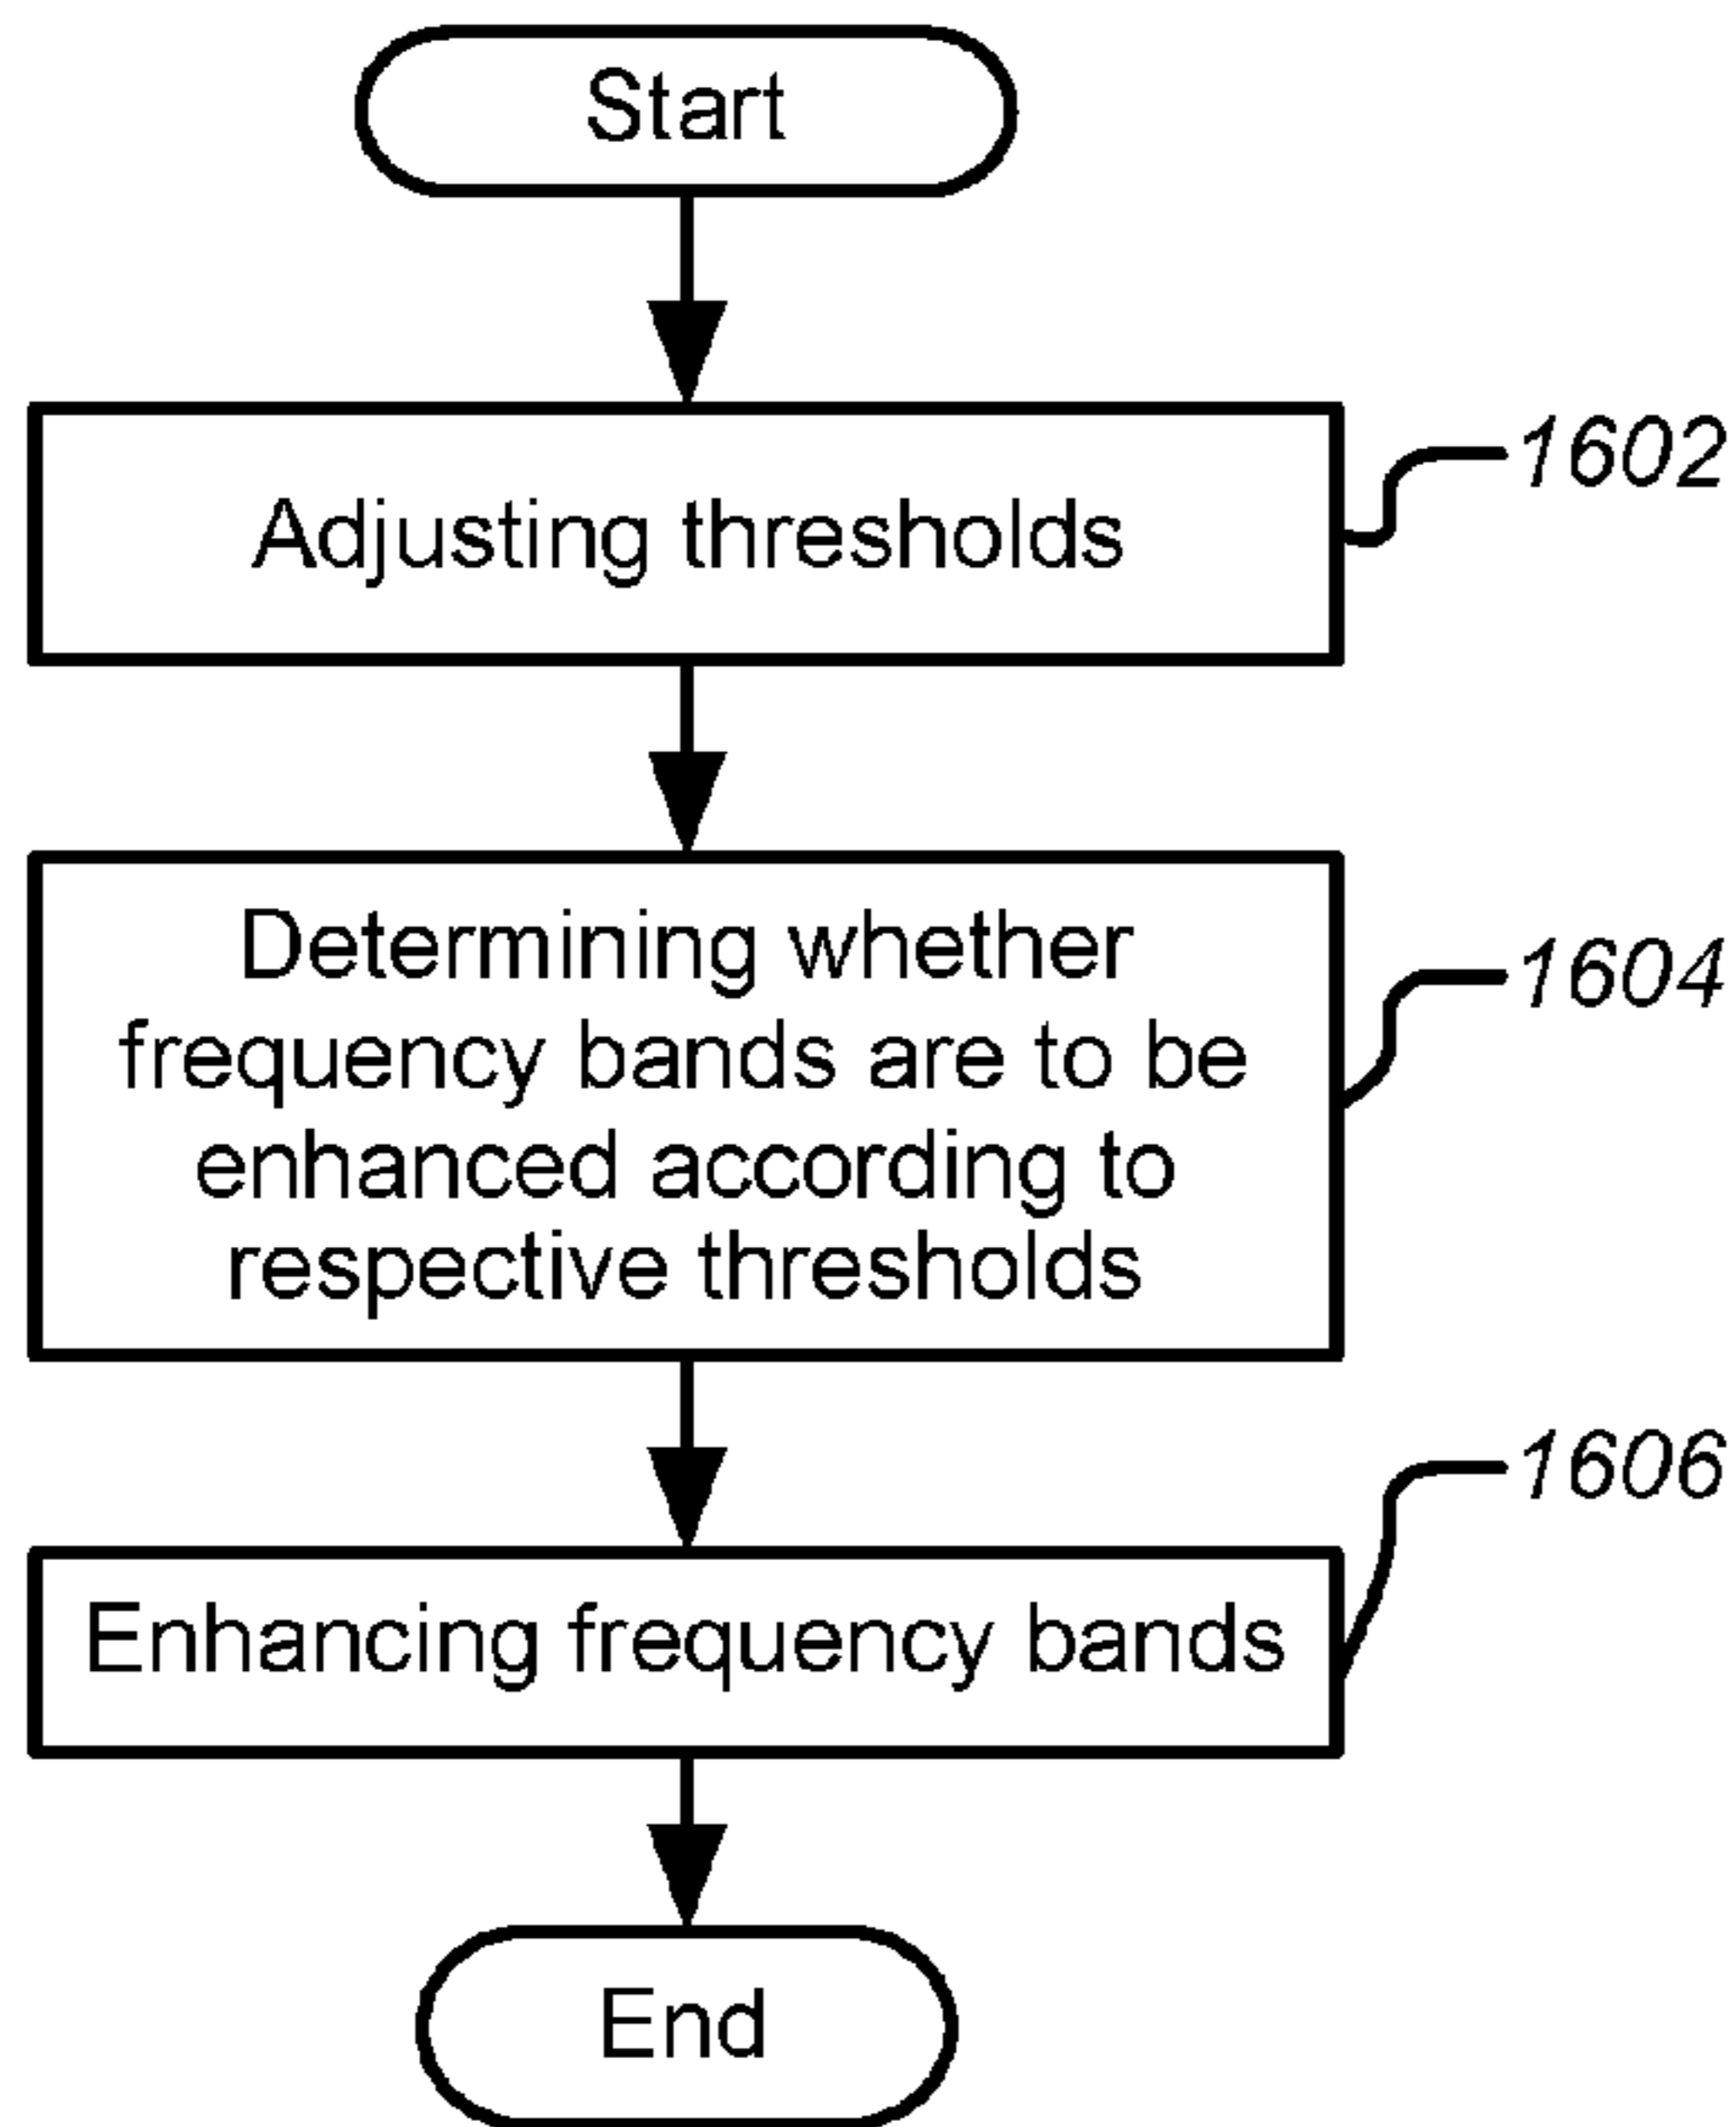 Start
Adjusting thresholds
1602
Determining whether
frequency bands are to be
enhanced according to
respective thresholds
1604
Enhancing frequency bands
1606
End